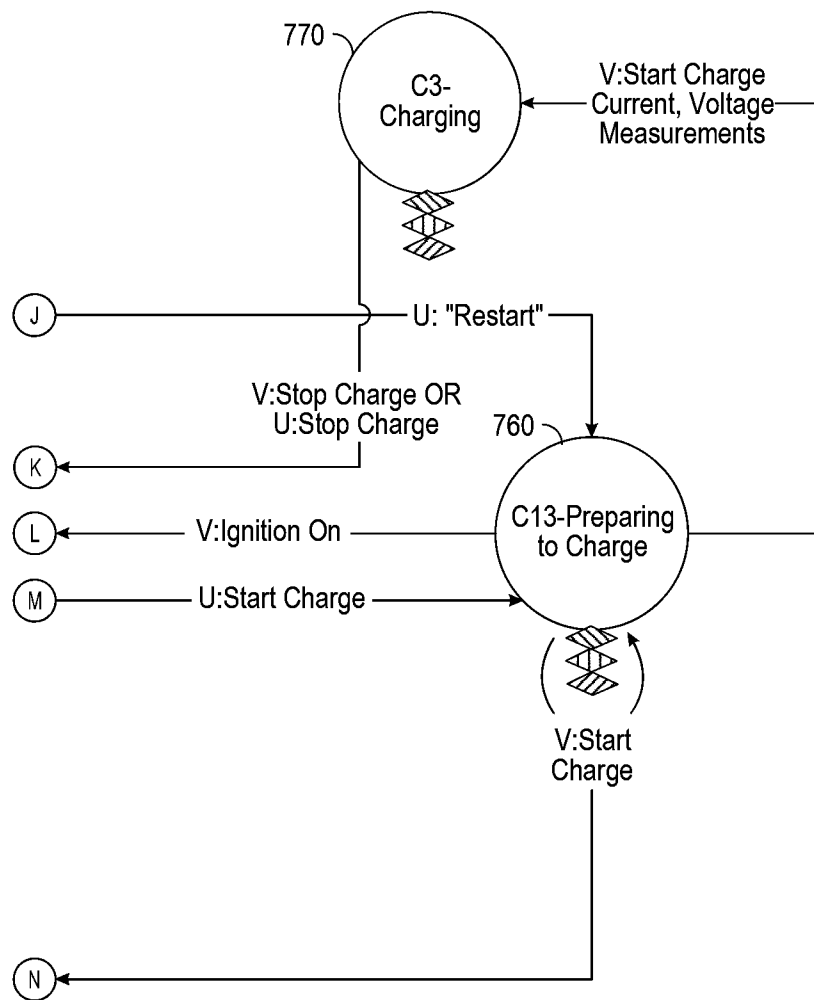 770
C3-
Charging
V:Start Charge
Current, Voltage
Measurements
J
U: "Restart"
V:Stop Charge OR
U:Stop Charge
760
K
C13-Preparing
to Charge
L
V:Ignition On
M
U:Start Charge
V:Start
Charge
N